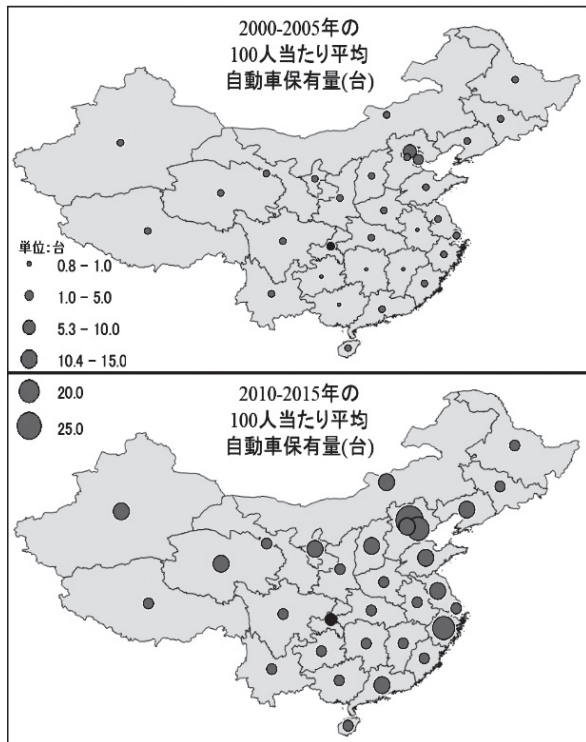 2000-2005年の
100人当たり平均
自動車保有量(台)
単位:台
0.8 – 1.0
1.0 – 5.0
5.3 – 10.0
10.4 – 15.0
20.0
25.0
2010-2015年の
100人当たり平均
自動車保有量(台)